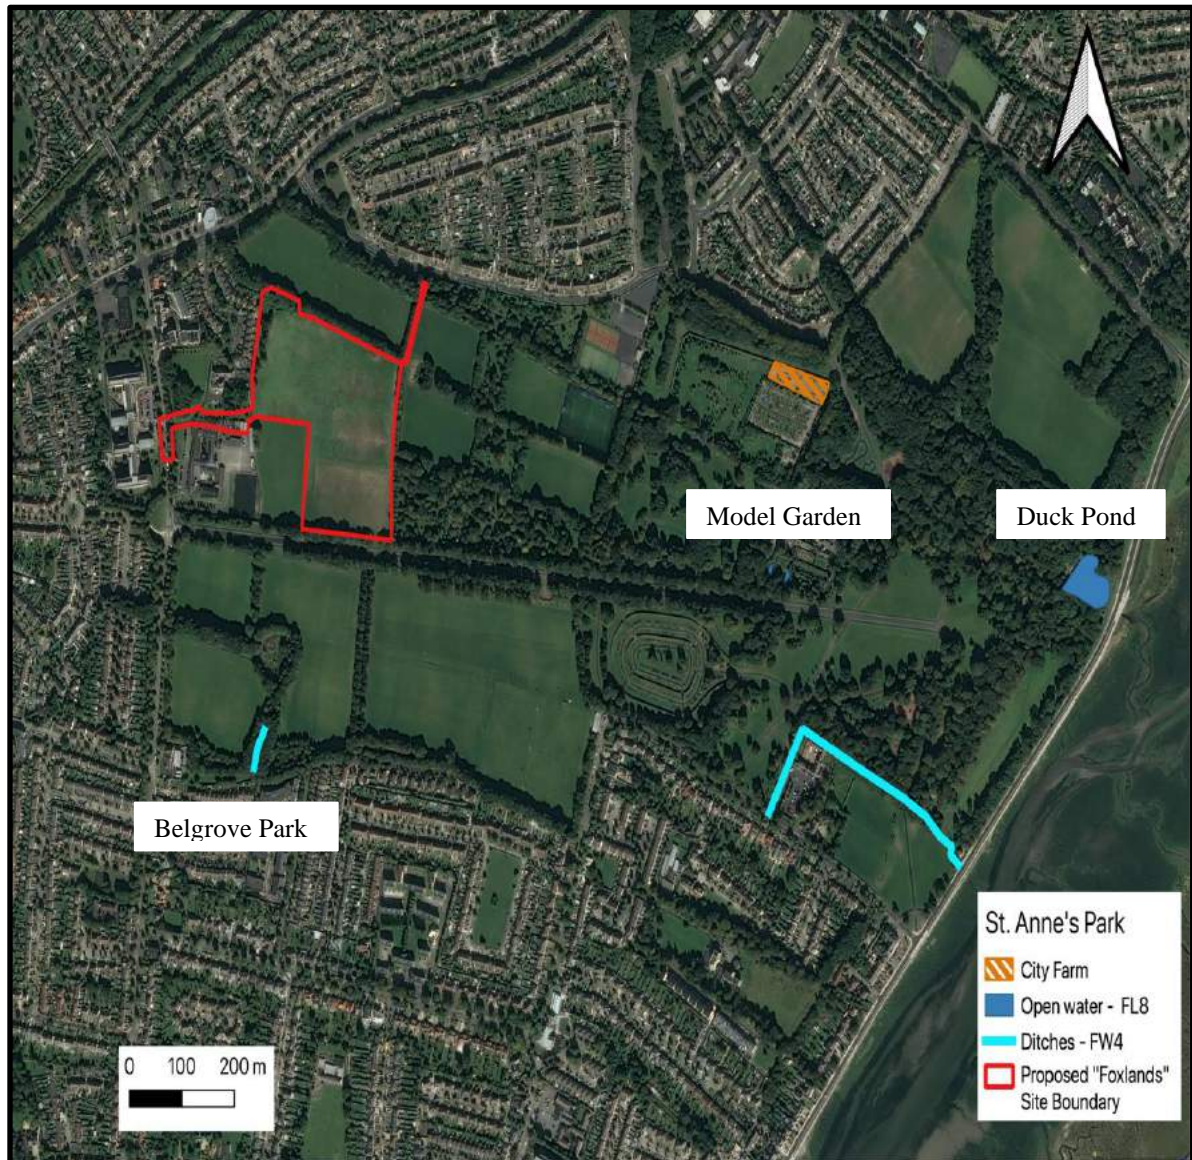 Model Garden
Duck Pond
Belgrove Park
St. Anne's Park
City Farm
Open water - FL8
Ditches - FW4
Proposed "Foxlands"
Site Boundary
0 100 200 m